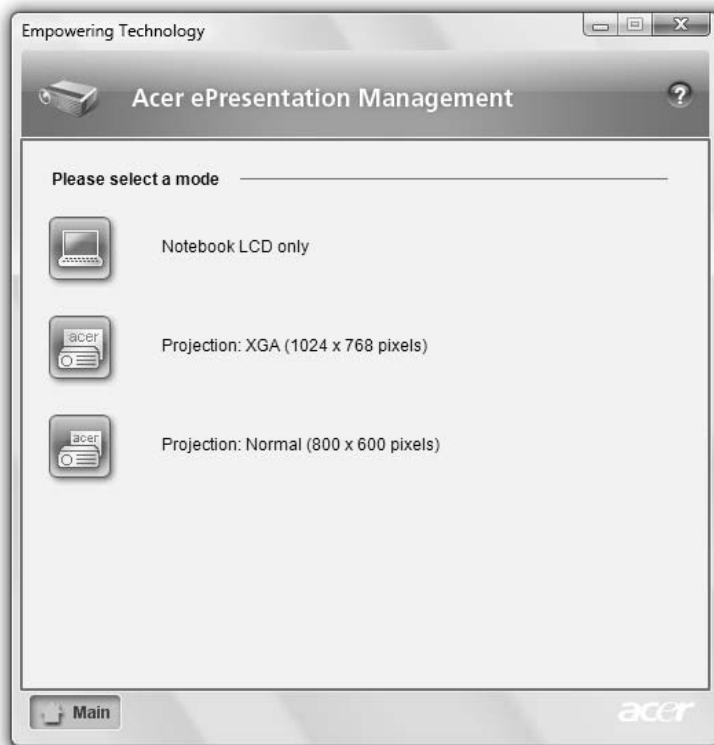 Empowering Technology
Acer ePresentation Management
?
Please select a mode
Notebook LCD only
acer
Projection: XGA (1024 x 768 pixels)
acer
Projection: Normal (800 x 600 pixels)
Main
acer